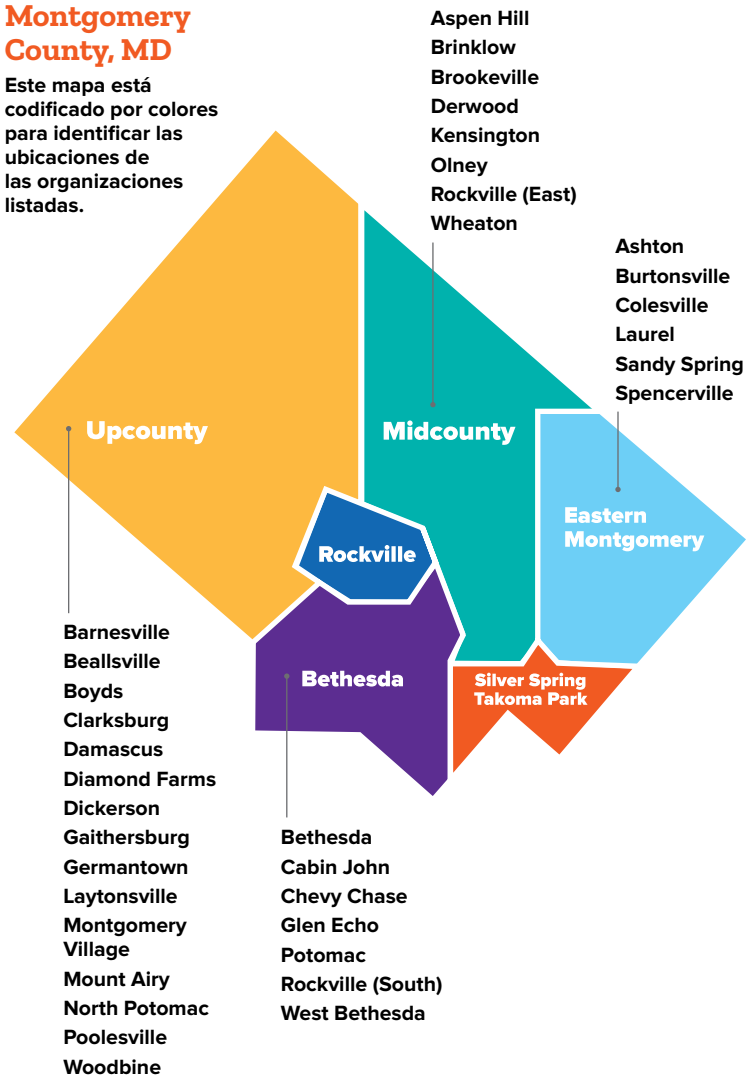 Montgomery
County, MD
Este mapa está
codificado por colores
para identificar las
ubicaciones de
las organizaciones
listadas.
Aspen Hill
Brinklow
Brookeville
Derwood
Kensington
Olney
Rockville (East)
Wheaton
Ashton
Burtonsville
Colesville
Laurel
Sandy Spring
Spencerville
Upcounty
Midcounty
Eastern
Montgomery
Rockville
Bethesda
Silver Spring
Takoma Park
Barnesville
Beallsville
Boyds
Clarksburg
Damascus
Diamond Farms
Dickerson
Gaithersburg
Germantown
Laytonsville
Montgomery
Village
Mount Airy
North Potomac
Poolesville
Woodbine
Bethesda
Cabin John
Chevy Chase
Glen Echo
Potomac
Rockville (South)
West Bethesda